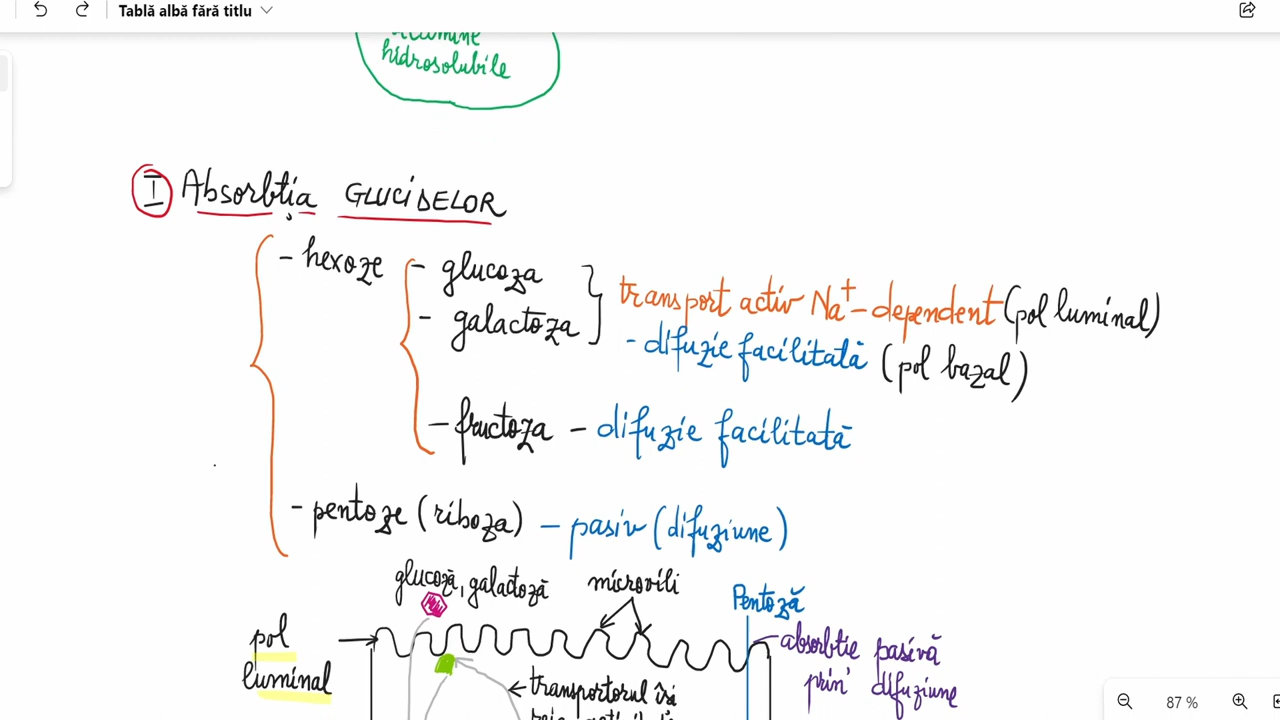 Tablă albă fără titlu
hidrosolubile
I Absorbția GLUCIDELOR
- hexoze - glucoza
- galactoza
transport activ Na+ - dependent (pol luminal)
- difuzie facilitată (pol bazal)
- fructoza - difuzie facilitată
- pentoze (riboza) - pasiv (difuziune)
glucoză, galactoză
microvili
Pentoză
pol
luminal
absorbtie pasivă
prin difuziune
transportorul își
87 %